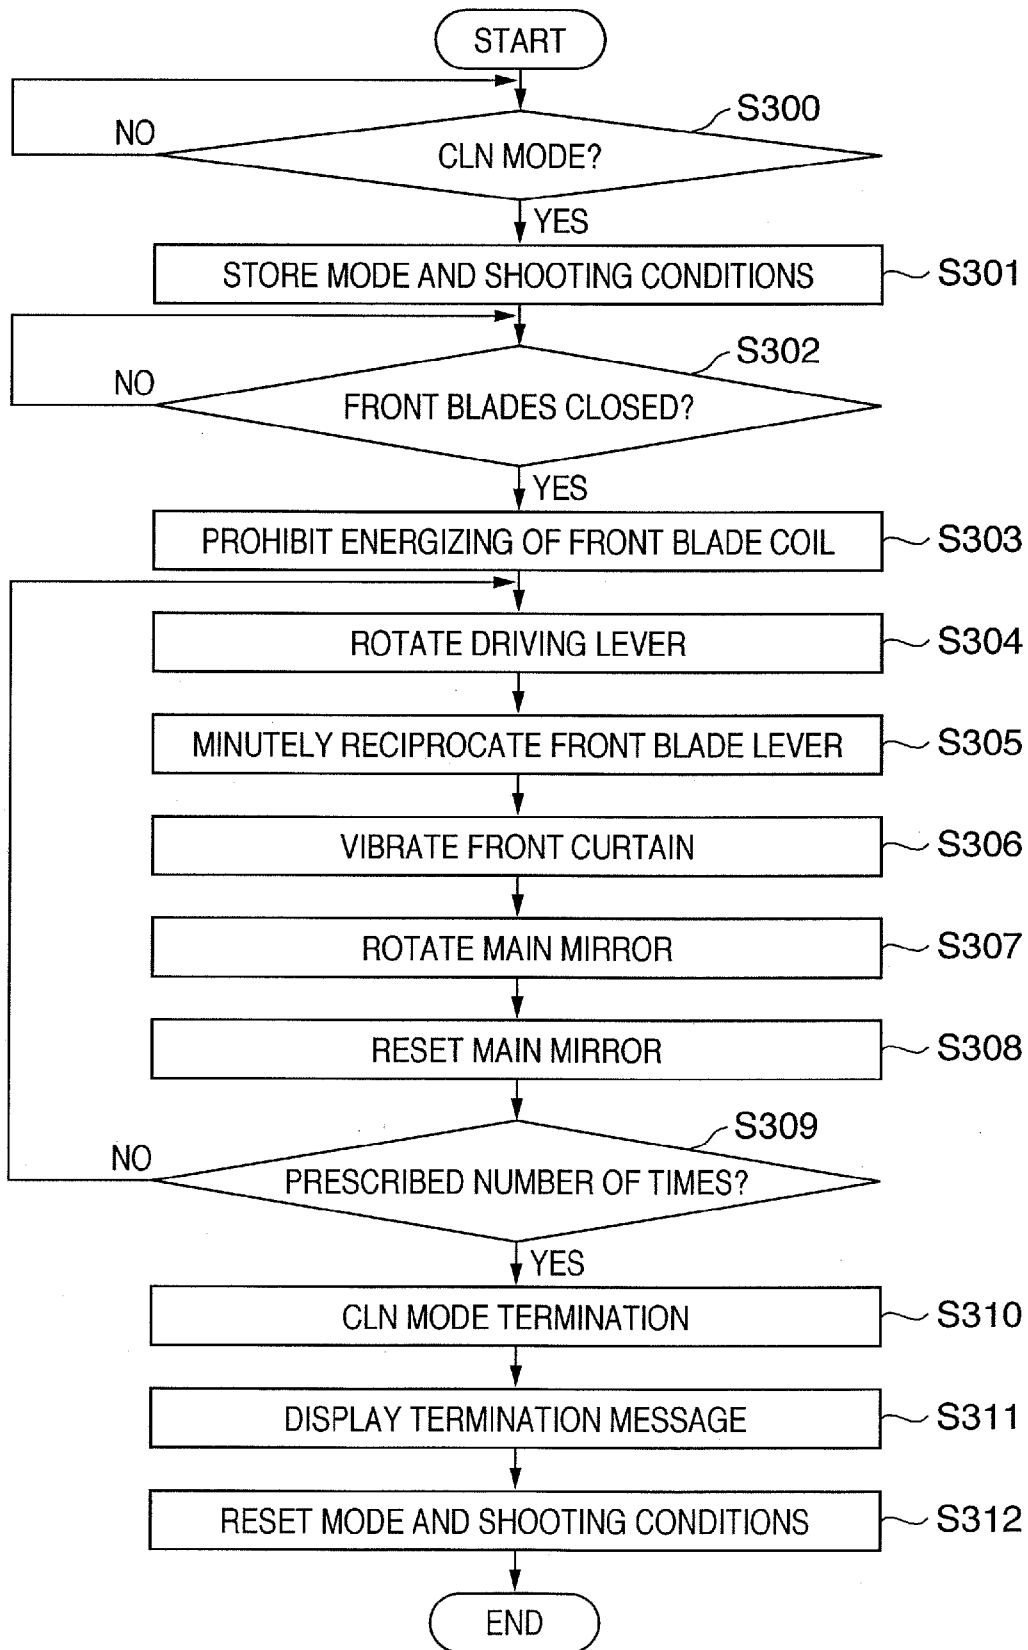 START
S300
NO
CLN MODE?
YES
STORE MODE AND SHOOTING CONDITIONS
S301
S302
NO
FRONT BLADES CLOSED?
YES
PROHIBIT ENERGIZING OF FRONT BLADE COIL
S303
ROTATE DRIVING LEVER
S304
MINUTELY RECIPROCATE FRONT BLADE LEVER
S305
VIBRATE FRONT CURTAIN
S306
ROTATE MAIN MIRROR
S307
RESET MAIN MIRROR
S308
S309
NO
PRESCRIBED NUMBER OF TIMES?
YES
CLN MODE TERMINATION
S310
DISPLAY TERMINATION MESSAGE
S311
RESET MODE AND SHOOTING CONDITIONS
S312
END